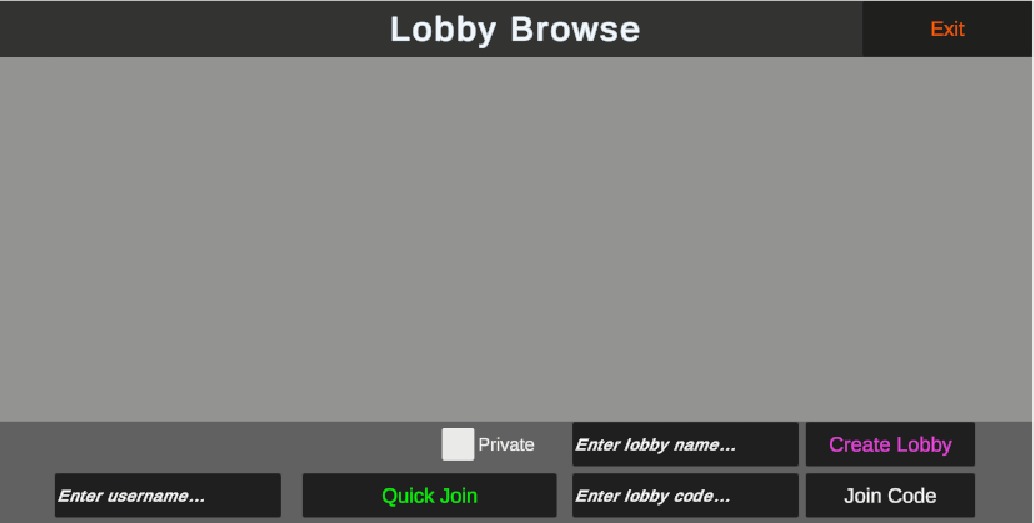 Lobby Browse
Exit
Private
Enter lobby name...
Create Lobby
Enter username...
Quick Join
Enter lobby code...
Join Code